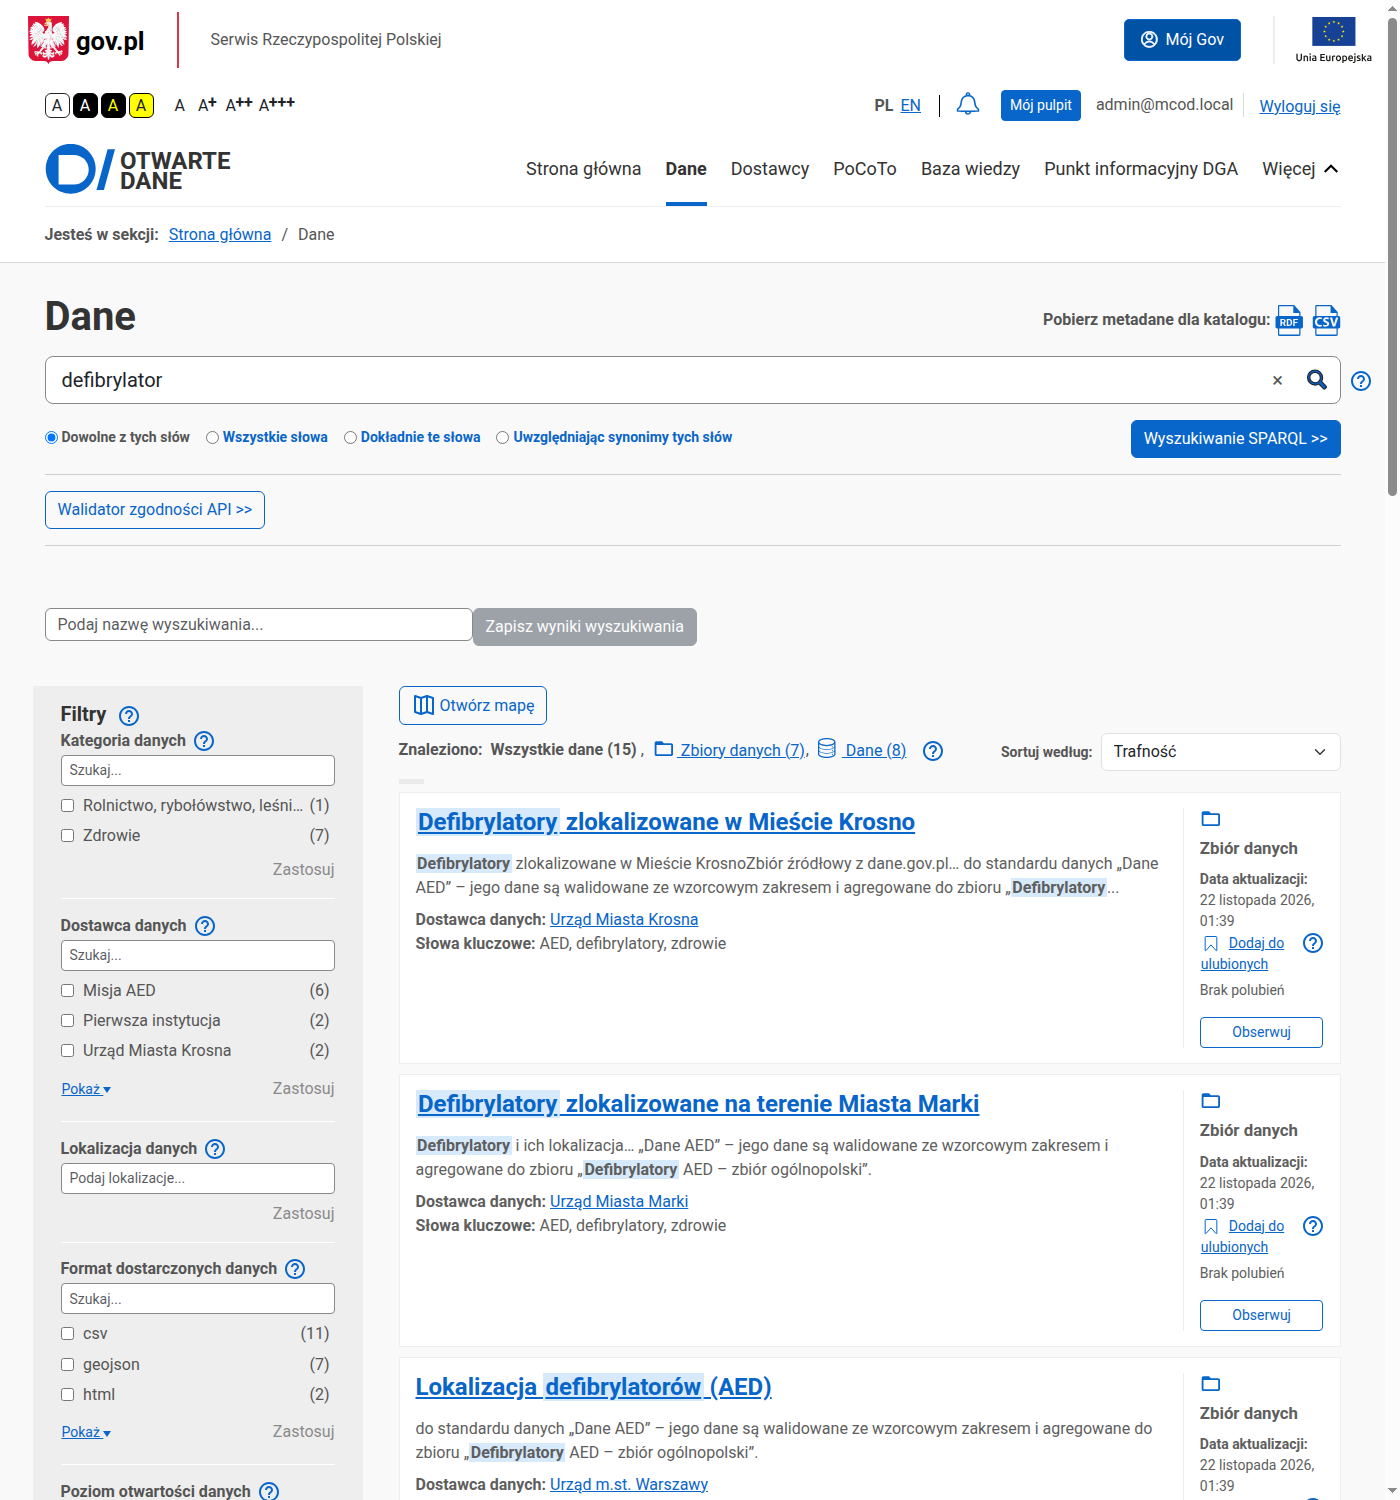 gov.pl
Serwis Rzeczypospolitej Polskiej
Mój Gov
Unia Europejska
A A A A A A+ A++ A+++
PL EN
Mój pulpit
admin@mcod.local
Wyloguj się
OTWARTE
DANE
Strona główna Dane Dostawcy PoCoTo Baza wiedzy Punkt informacyjny DGA Więcej
Jesteś w sekcji: Strona główna / Dane
Dane
Pobierz metadane dla katalogu: RDF CSV
defibrylator × ?
Dowolne z tych słów Wszystkie słowa Dokładnie te słowa Uwzględniając synonimy tych słów
Wyszukiwanie SPARQL >>
Walidator zgodności API >>
Podaj nazwę wyszukiwania...
Zapisz wyniki wyszukiwania
Filtry ?
Kategoria danych ?
Szukaj...
Rolnictwo, rybołówstwo, leśni... (1)
Zdrowie (7)
Zastosuj
Dostawca danych ?
Szukaj...
Misja AED (6)
Pierwsza instytucja (2)
Urząd Miasta Krosna (2)
Pokaż Zastosuj
Lokalizacja danych ?
Podaj lokalizacje...
Zastosuj
Format dostarczonych danych ?
Szukaj...
csv (11)
geojson (7)
html (2)
Pokaż Zastosuj
Poziom otwartości danych ?
Otwórz mapę
Znaleziono: Wszystkie dane (15) , Zbiory danych (7), Dane (8) ?
Sortuj według: Trafność
Defibrylatory zlokalizowane w Mieście Krosno
Defibrylatory zlokalizowane w Mieście KrosnoZbiór źródłowy z dane.gov.pl... do standardu danych „Dane
AED” – jego dane są walidowane ze wzorcowym zakresem i agregowane do zbioru „Defibrylatory...
Dostawca danych: Urząd Miasta Krosna
Słowa kluczowe: AED, defibrylatory, zdrowie
Zbiór danych
Data aktualizacji:
22 listopada 2026,
01:39
Dodaj do
ulubionych
?
Brak polubień
Obserwuj
Defibrylatory zlokalizowane na terenie Miasta Marki
Defibrylatory i ich lokalizacja... „Dane AED” – jego dane są walidowane ze wzorcowym zakresem i
agregowane do zbioru „Defibrylatory AED – zbiór ogólnopolski”.
Dostawca danych: Urząd Miasta Marki
Słowa kluczowe: AED, defibrylatory, zdrowie
Zbiór danych
Data aktualizacji:
22 listopada 2026,
01:39
Dodaj do
ulubionych
?
Brak polubień
Obserwuj
Lokalizacja defibrylatorów (AED)
do standardu danych „Dane AED” – jego dane są walidowane ze wzorcowym zakresem i agregowane do
zbioru „Defibrylatory AED – zbiór ogólnopolski”.
Dostawca danych: Urząd m.st. Warszawy
Zbiór danych
Data aktualizacji:
22 listopada 2026,
01:39